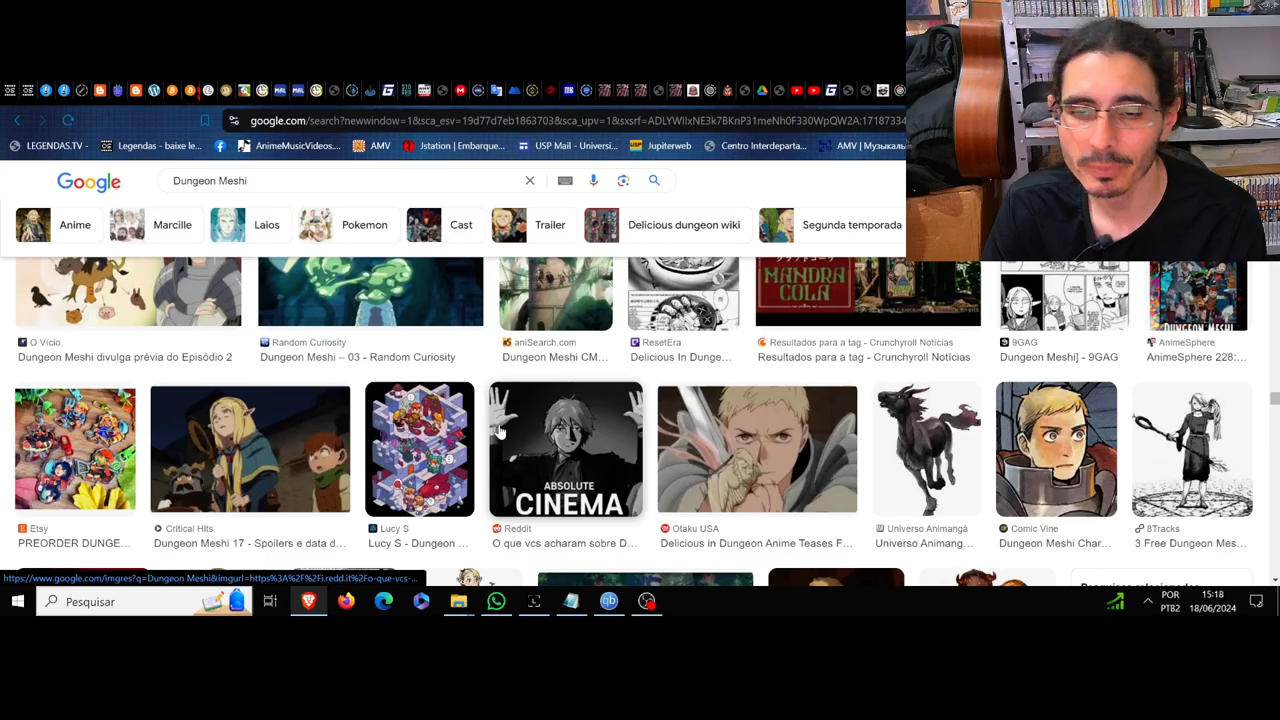 google.com/search?newwindow=1&sca_esv=19d77d7eb1863703&sca_upv=1&sxsrf=ADLYWIIxNE3k7BKnP31meNh0F330WpQW2A:17187334
LEGENDAS.TV -
Legendas - baixe le...
AnimeMusicVideos....
AMV
Jstation | Embarque...
USP Mail - Universi...
Jupiterweb
Centro Interdeparta...
AMV | Музыкаль
Google
Dungeon Meshi
Anime
Marcille
Laios
Pokemon
Cast
Trailer
Delicious dungeon wiki
Segunda temporada
MANDRA
COLA
DUNGEON MESHI
O Vício
Random Curiosity
aniSearch.com
ResetEra
Resultados para a tag - Crunchyroll Notícias
9GAG
AnimeSphere
Dungeon Meshi divulga prévia do Episódio 2
Dungeon Meshi – 03 - Random Curiosity
Dungeon Meshi CM...
Delicious In Dunge...
Resultados para a tag - Crunchyroll Notícias
Dungeon Meshi] - 9GAG
AnimeSphere 228:...
ABSOLUTE
CINEMA
Etsy
Critical Hits
Lucy S
Reddit
Otaku USA
Universo Animangá
Comic Vine
8Tracks
PREORDER DUNGE...
Dungeon Meshi 17 - Spoilers e data d...
Lucy S - Dungeon ...
O que vcs acharam sobre D...
Delicious in Dungeon Anime Teases F...
Universo Animang...
Dungeon Meshi Char...
3 Free Dungeon Mes...
https://www.google.com/imgres?q=Dungeon Meshi&imgurl=https%3A%2F%2Fi.redd.it%2Fo-que-vcs-...
Pesquisar
POR
PTB2
15:18
18/06/2024